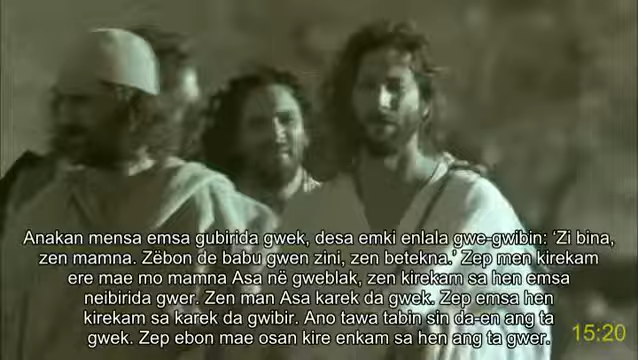 Anakan mensa emsa gubirida gwek, desa emki enlala gwe-gwibin: 'Zi bina,
zen mamna. Zëbon de babu gwen zini, zen betekna.' Zep men kirekam
ere mae mo mamna Asa në gweblak, zen kirekam sa hen emsa
neibirida gwer. Zen man Asa karek da gwek. Zep emsa hen
kirekam sa karek da gwibir. Ano tawa tabin sin da-en ang ta
gwek. Zep ebon mae osan kire enkam sa hen ang ta gwer.
15:20